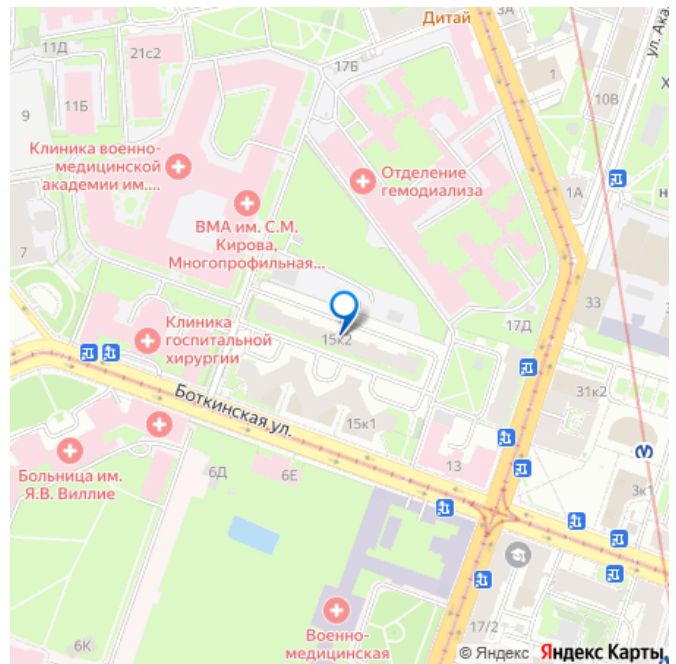 Дитай
3А
11Д
21с2
17Б
ул. Ака
1
Х
9
11Б
10В
Клиника военно-
медицинской
академии им....
Отделение
гемодиализа
1А
н
ВМА им. С.М.
Кирова,
Многопрофильная...
7
33
Клиника
госпитальной
хирургии
15к2
17Д
31к2
Боткинская ул.
15к1
13
Больница им.
Я.В. Виллие
6Д
6Е
3к1
17/2
6К
Военно-
медицинская
© Яндекс Яндекс Карты